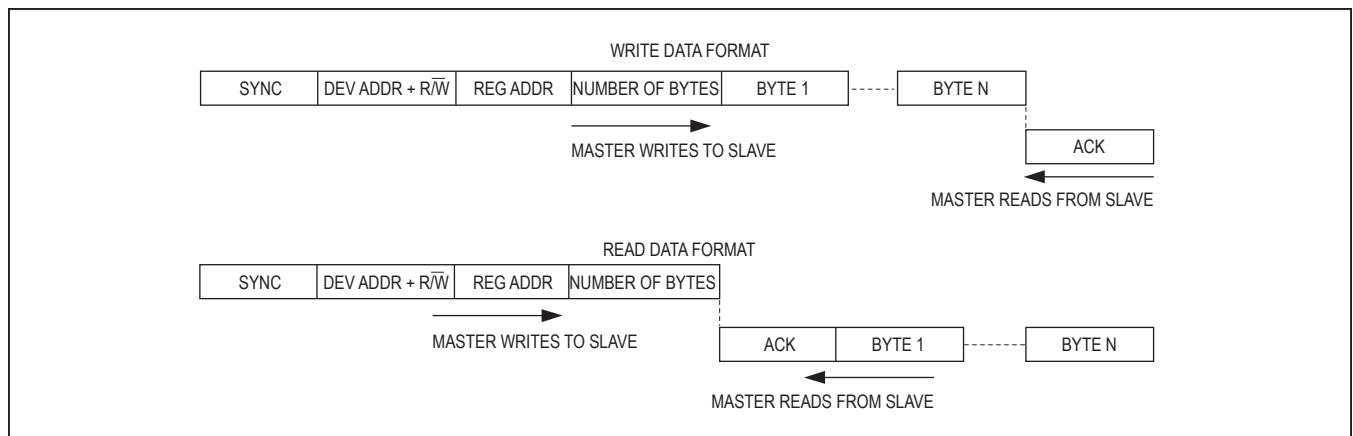 WRITE DATA FORMAT
SYNC DEV ADDR + R/W̅ REG ADDR NUMBER OF BYTES BYTE 1 BYTE N
MASTER WRITES TO SLAVE
ACK
MASTER READS FROM SLAVE
READ DATA FORMAT
SYNC DEV ADDR + R/W̅ REG ADDR NUMBER OF BYTES
MASTER WRITES TO SLAVE
ACK BYTE 1 BYTE N
MASTER READS FROM SLAVE